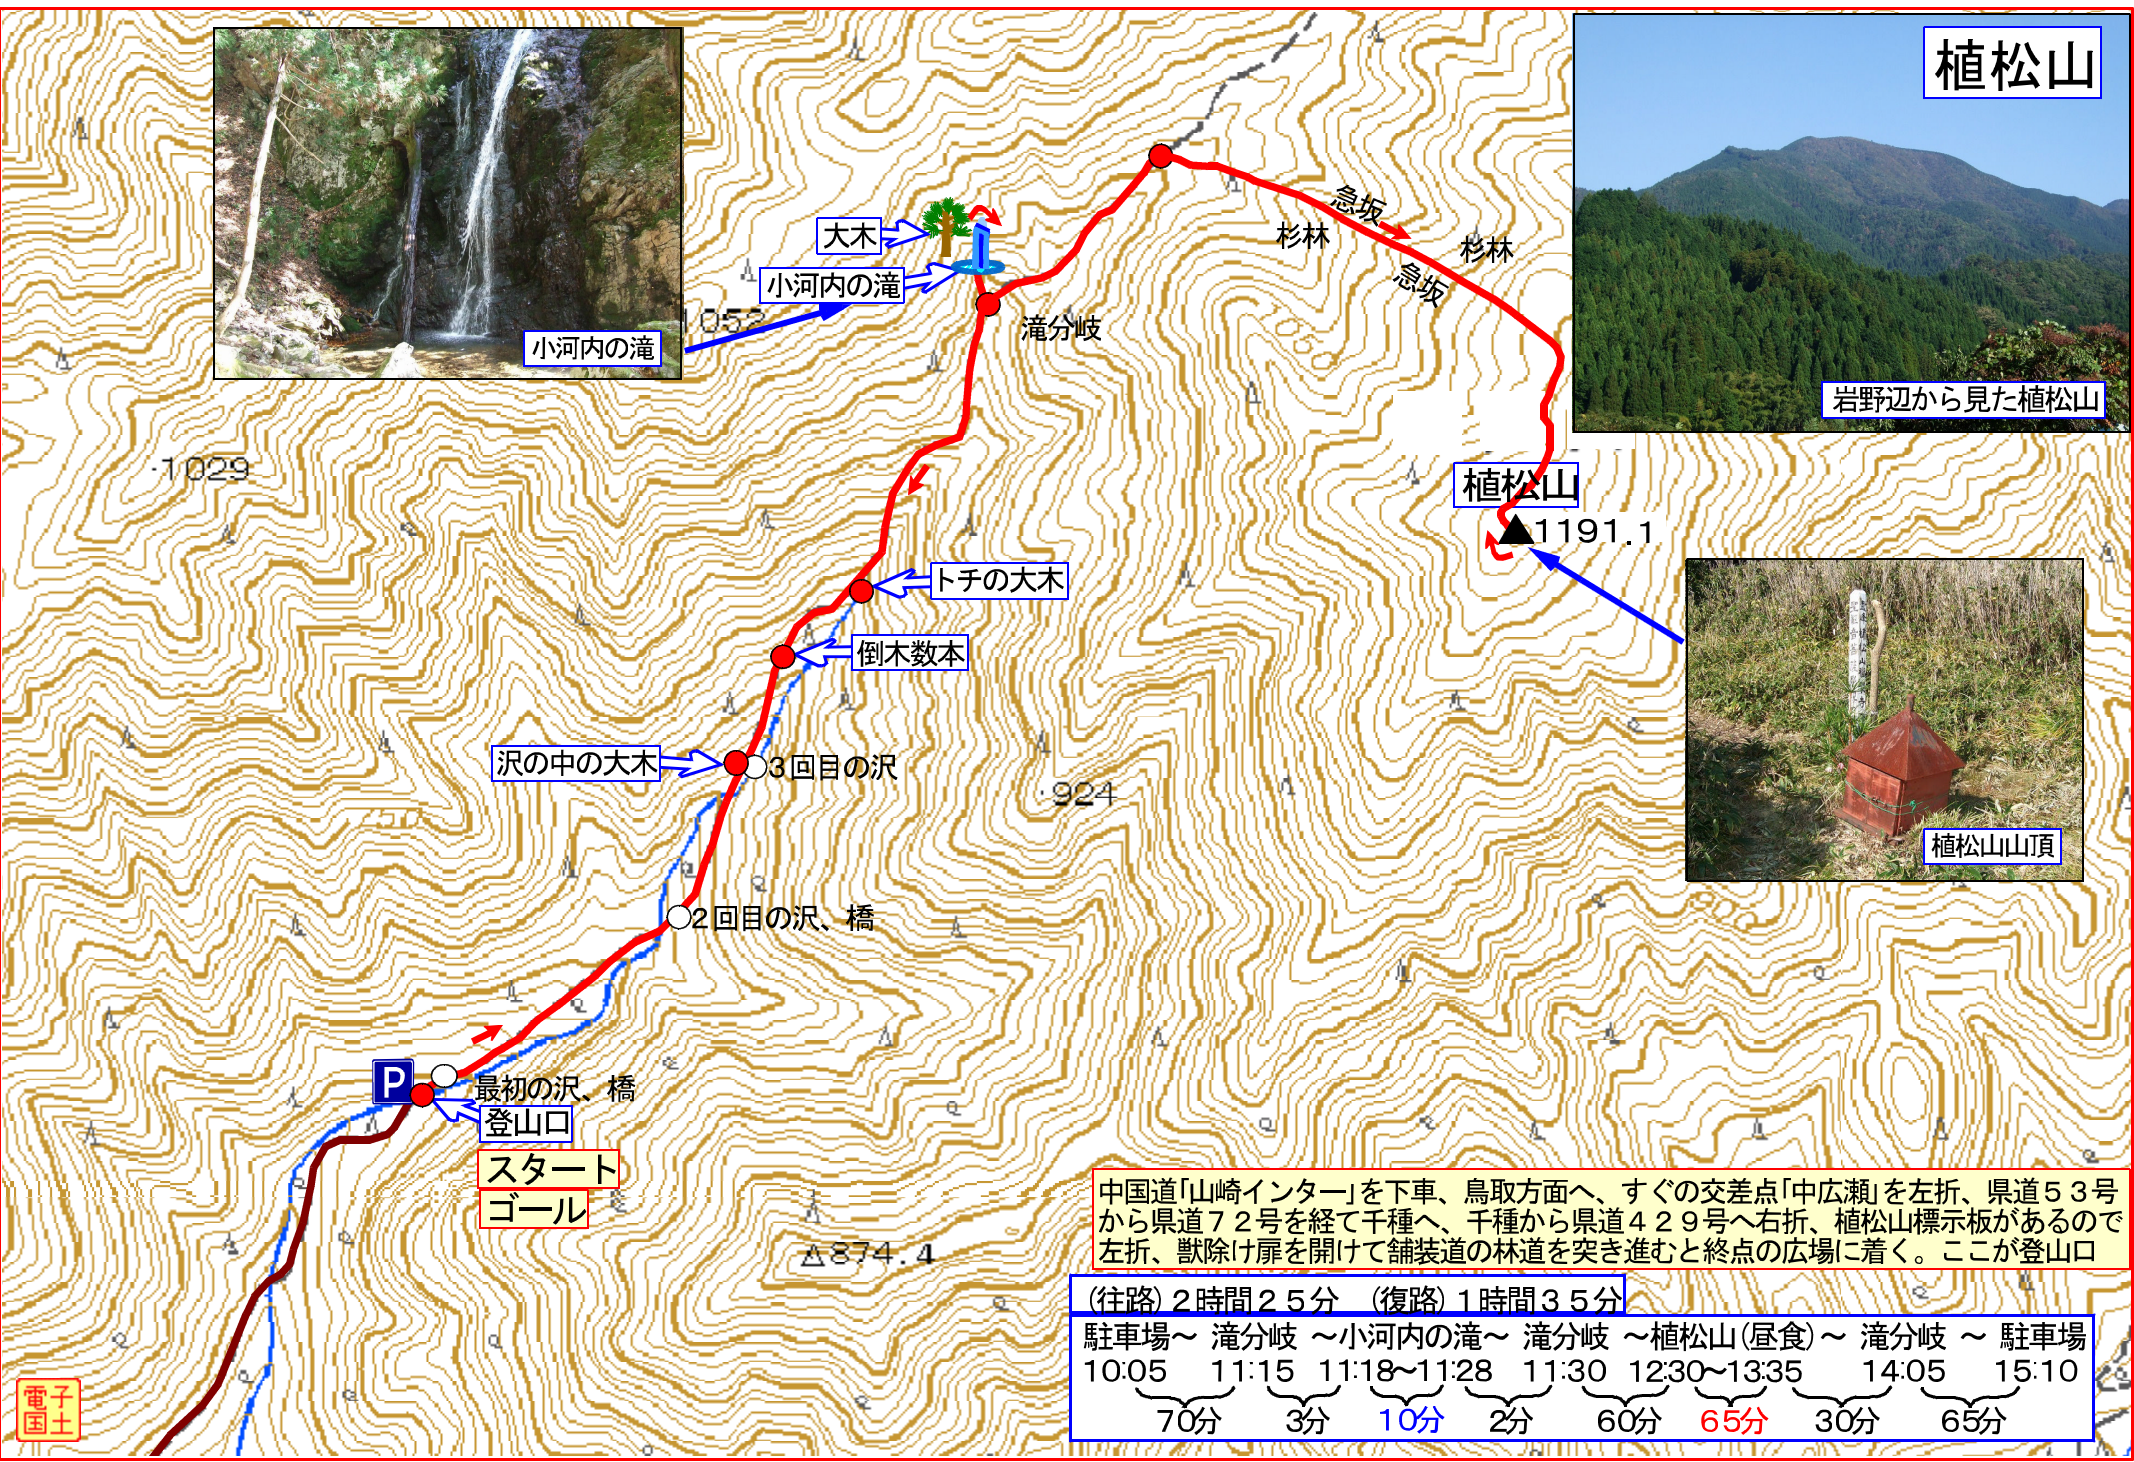 植松山
大木
小河内の滝
小河内の滝
1052
滝分岐
急坂
杉林
杉林
急坂
岩野辺から見た植松山
・1029
植松山
1191.1
トチの大木
倒木数本
沢の中の大木
3回目の沢
・924
植松山山頂
2回目の沢、橋
P
最初の沢、橋
登山口
スタート
ゴール
874.4
中国道「山崎インター」を下車、鳥取方面へ、すぐの交差点「中広瀬」を左折、県道５３号
から県道７２号を経て千種へ、千種から県道４２９号へ右折、植松山標示板があるので
左折、獣除け扉を開けて舗装道の林道を突き進むと終点の広場に着く。ここが登山口
(往路)２時間２５分　(復路)１時間３５分
駐車場～ 滝分岐 ～小河内の滝～ 滝分岐 ～植松山(昼食)～ 滝分岐 ～ 駐車場
10:05 11:15 11:18～11:28 11:30 12:30～13:35 14:05 15:10
70分 3分 10分 2分 60分 65分 30分 65分
電子
国土